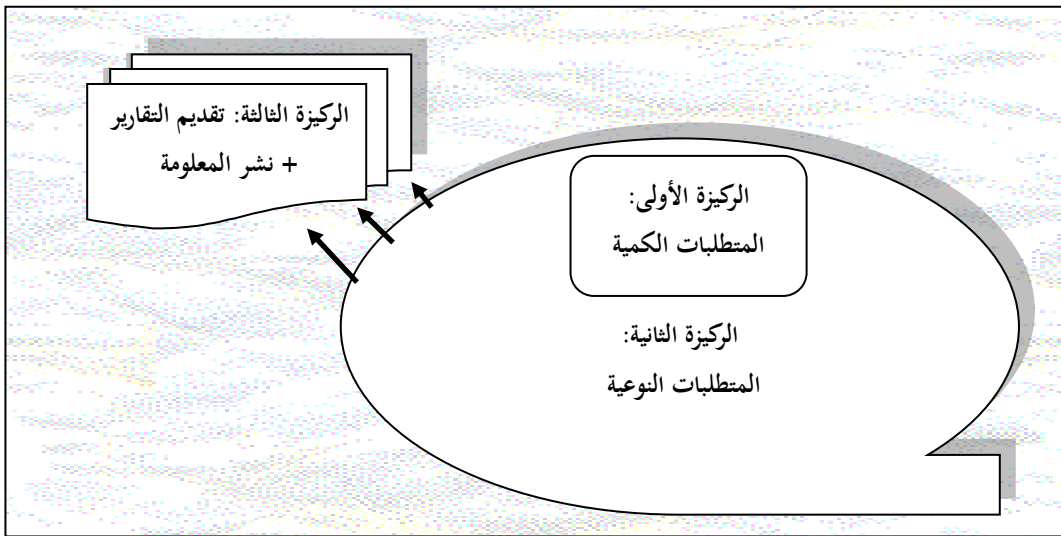 الركيزة الثالثة: تقديم التقارير
+ نشر المعلومة
الركيزة الأولى:
المتطلبات الكمية
الركيزة الثانية:
المتطلبات النوعية